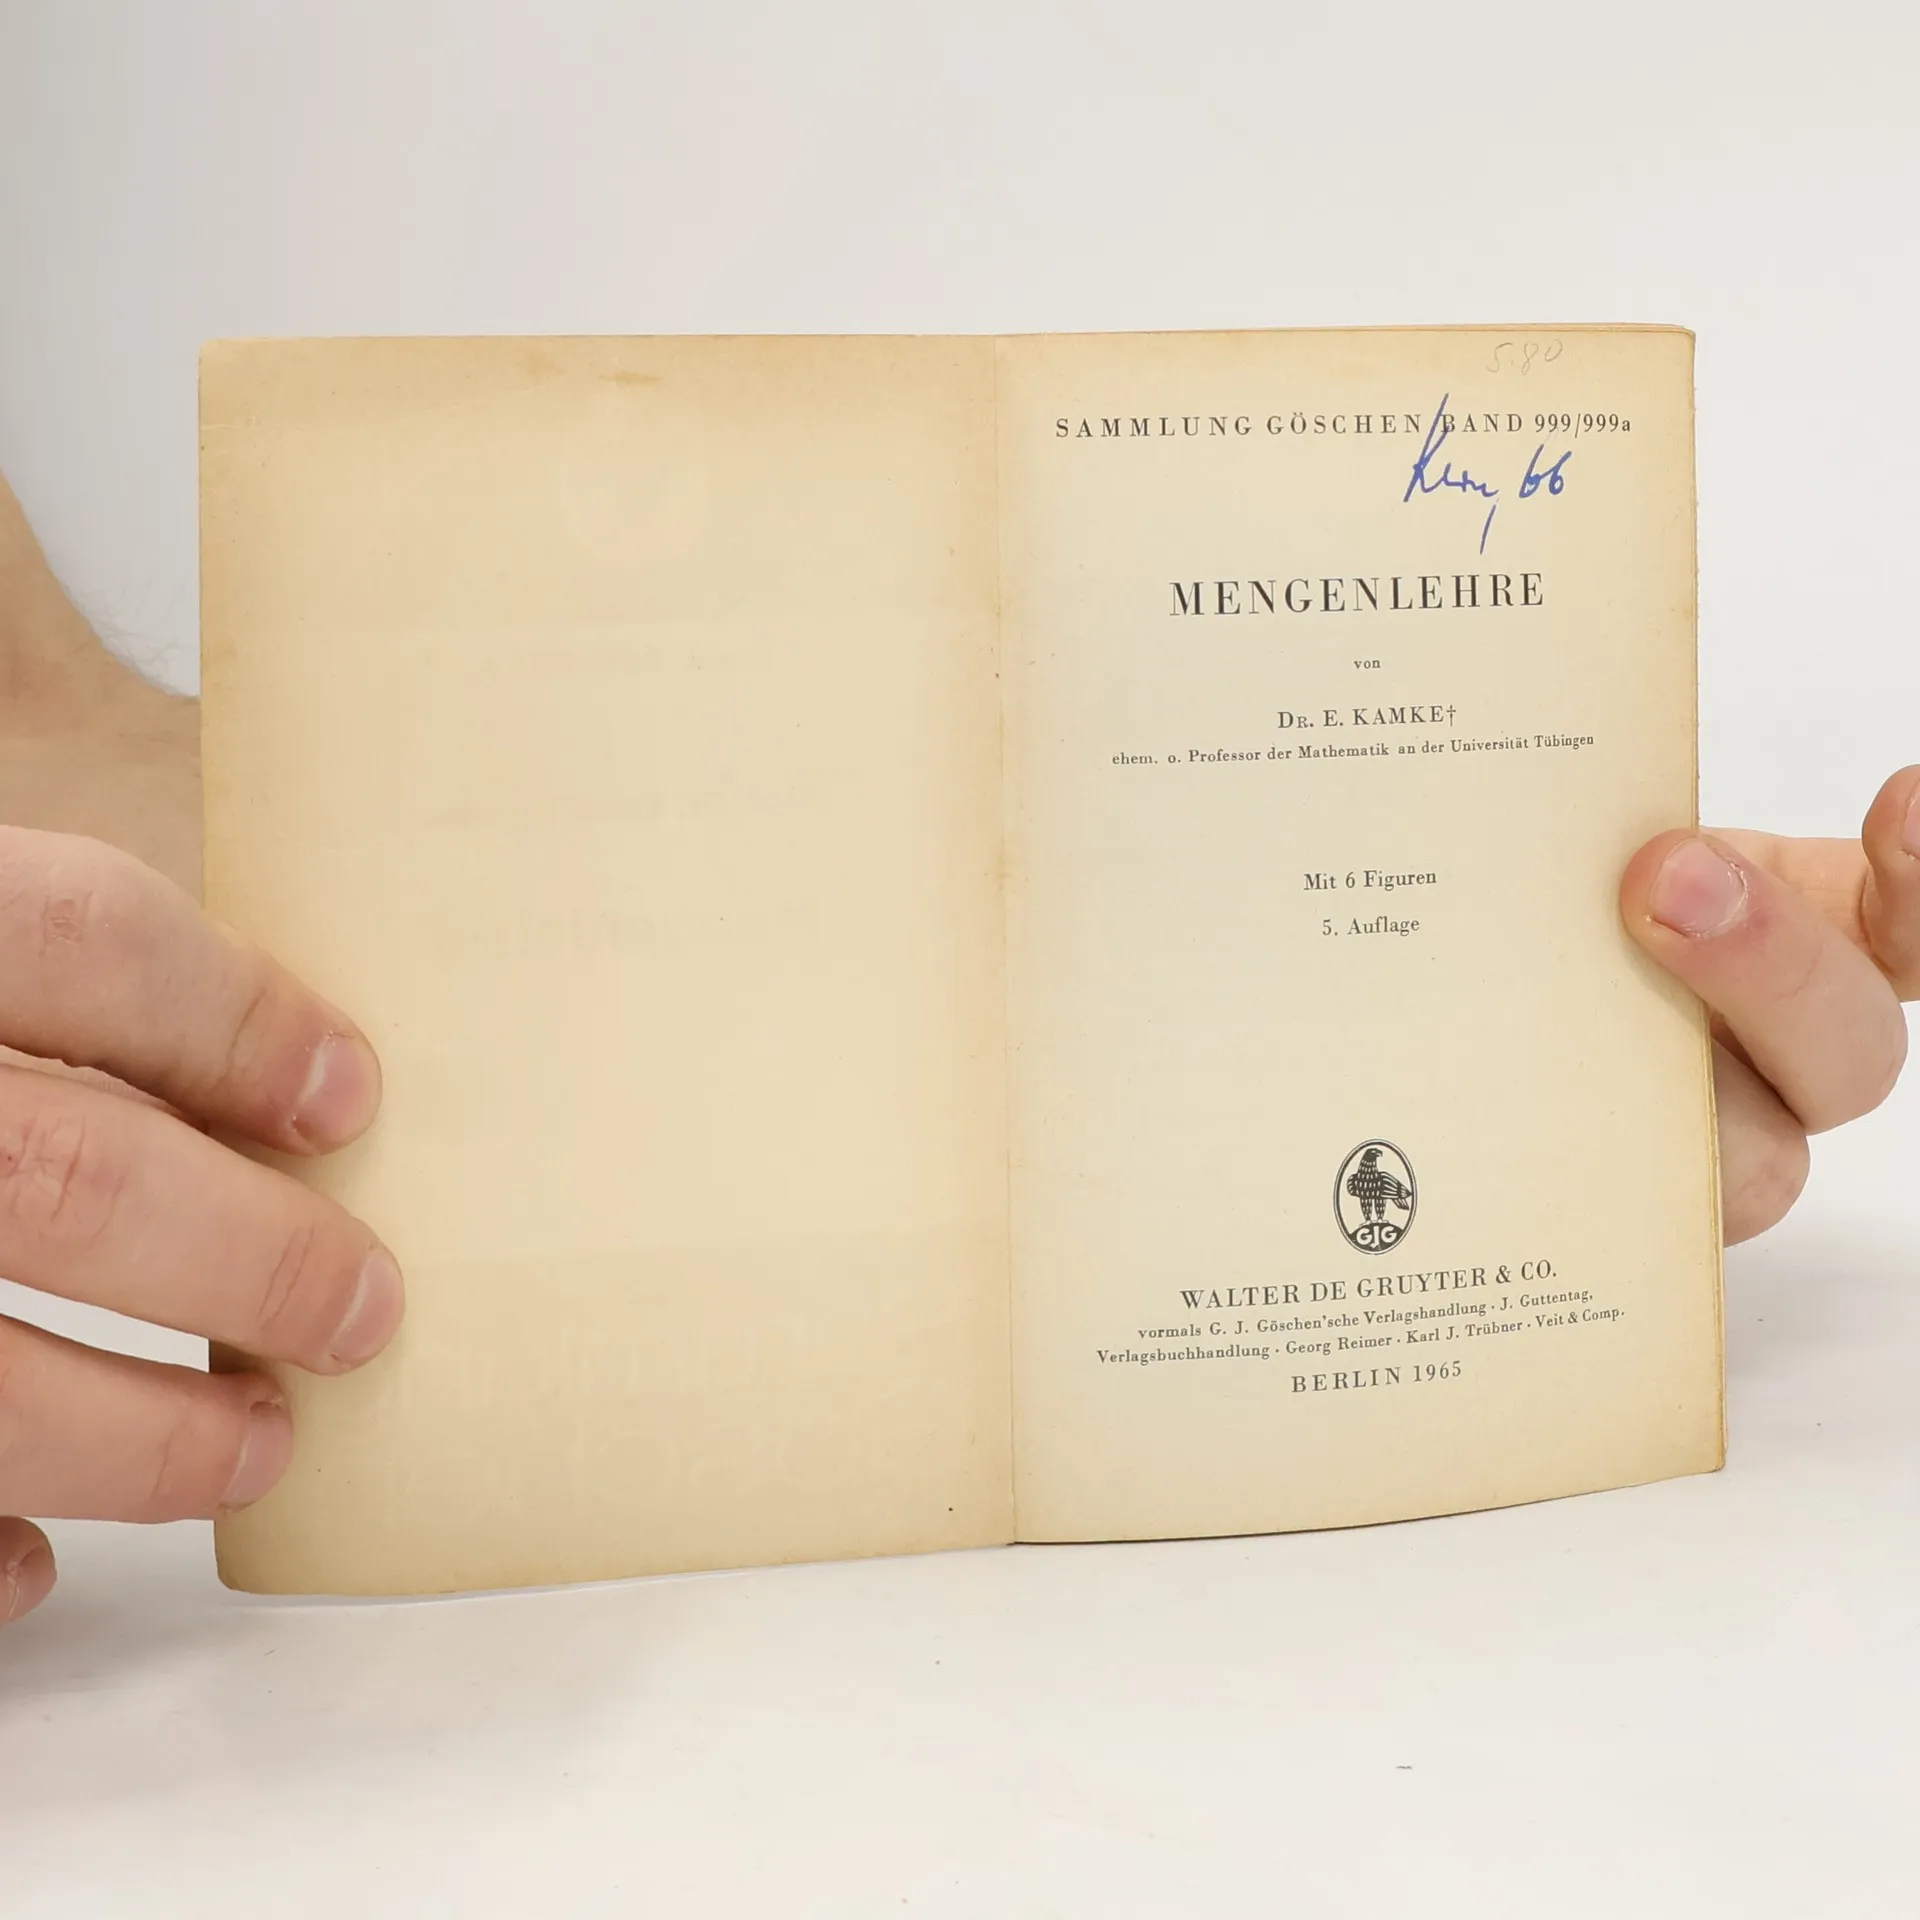 5.80
SAMMLUNG GÖSCHEN BAND 999/999a
66
MENGENLEHRE
von
DR. E. KAMKE†
ehem. o. Professor der Mathematik an der Universität Tübingen
Mit 6 Figuren
5. Auflage
GJG
WALTER DE GRUYTER & CO.
vormals G. J. Göschen'sche Verlagshandlung · J. Guttentag,
Verlagsbuchhandlung · Georg Reimer · Karl J. Trübner · Veit & Comp.
BERLIN 1965